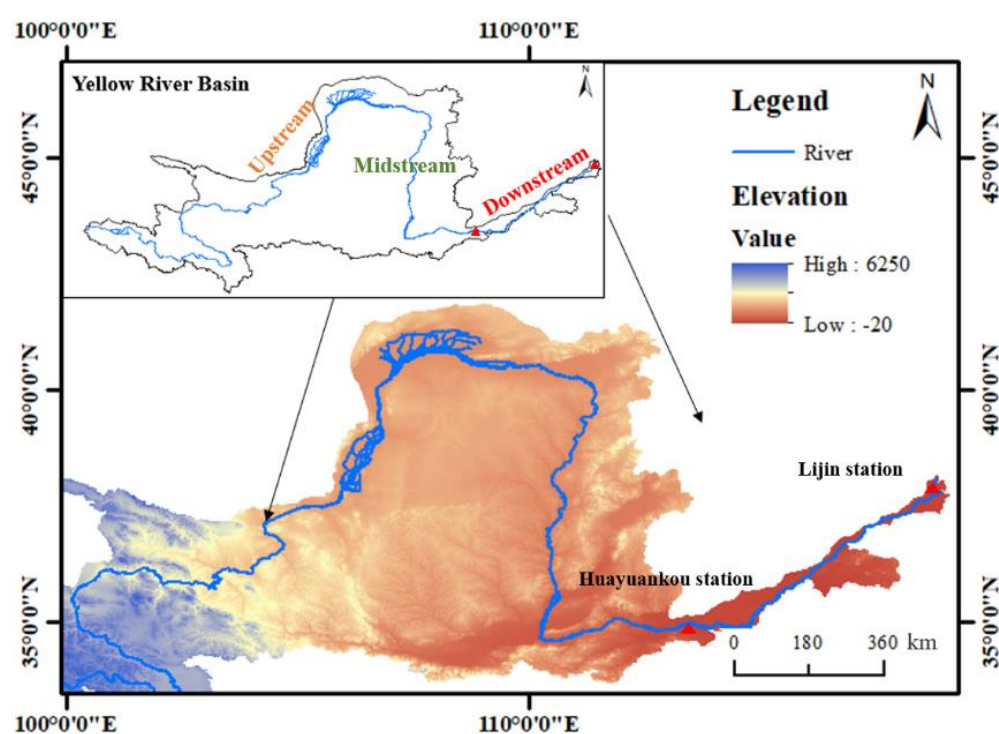 100°0'0"E
110°0'0"E
Yellow River Basin
N
Upstream
Midstream
Downstream
N
Legend
River
Elevation
Value
High : 6250
Low : -20
45°0'0"N
45°0'0"N
40°0'0"N
40°0'0"N
35°0'0"N
35°0'0"N
Lijin station
Huayuankou station
0 180 360 km
100°0'0"E
110°0'0"E